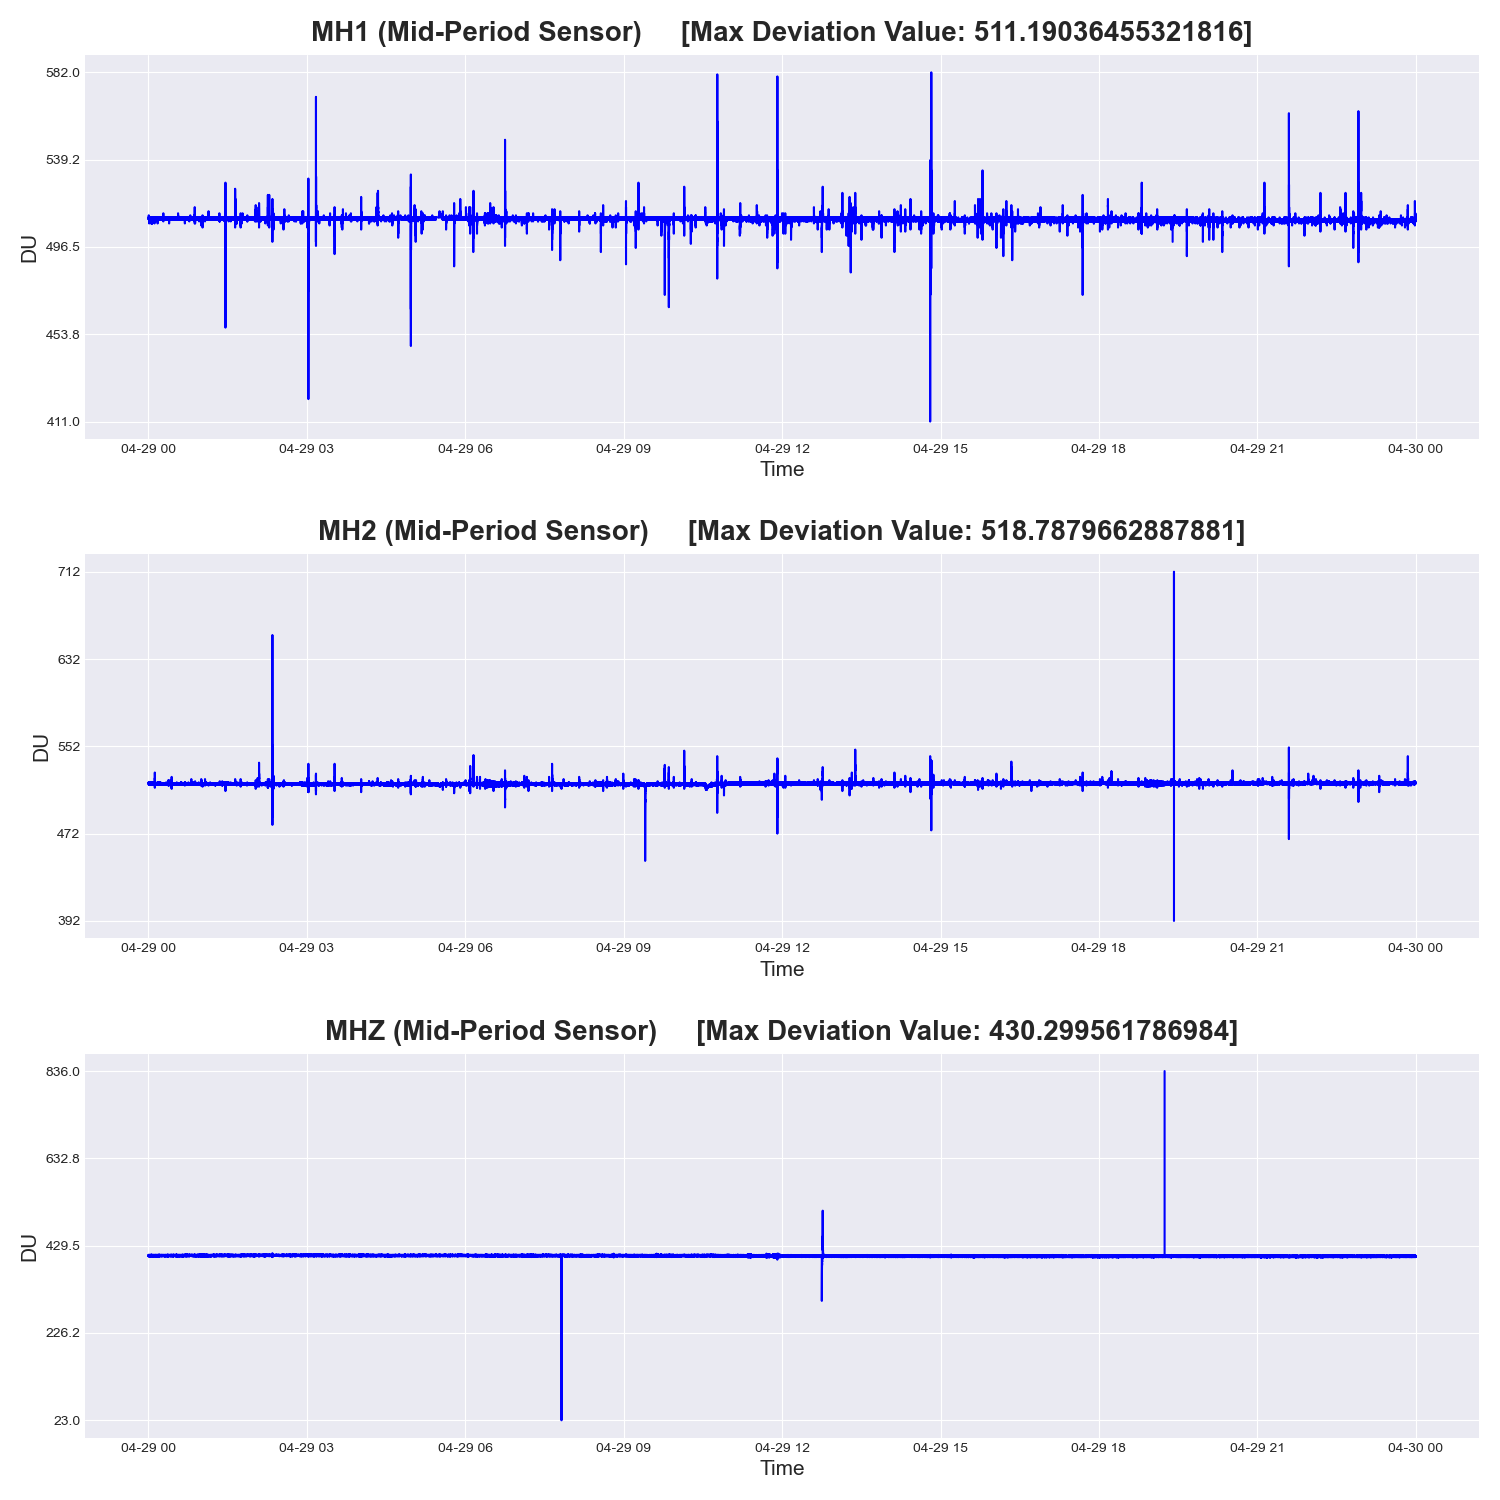 MH1 (Mid-Period Sensor) [Max Deviation Value: 511.19036455321816]
582.0
539.2
496.5
453.8
411.0
DU
04-29 00 04-29 03 04-29 06 04-29 09 04-29 12 04-29 15 04-29 18 04-29 21 04-30 00
Time
MH2 (Mid-Period Sensor) [Max Deviation Value: 518.7879662887881]
712
632
552
472
392
DU
04-29 00 04-29 03 04-29 06 04-29 09 04-29 12 04-29 15 04-29 18 04-29 21 04-30 00
Time
MHZ (Mid-Period Sensor) [Max Deviation Value: 430.299561786984]
836.0
632.8
429.5
226.2
23.0
DU
04-29 00 04-29 03 04-29 06 04-29 09 04-29 12 04-29 15 04-29 18 04-29 21 04-30 00
Time